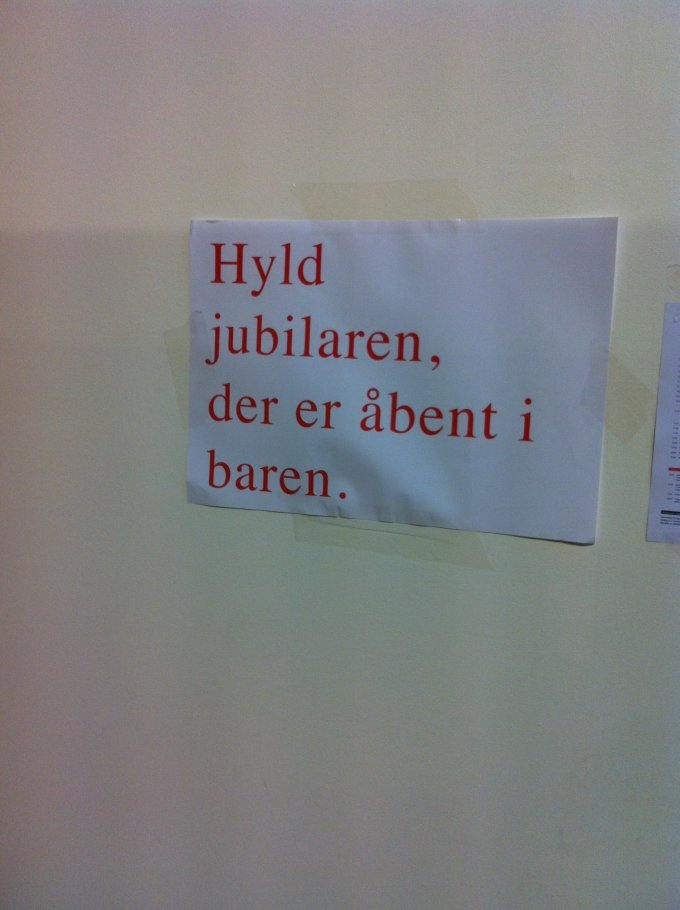 Hyld
jubilaren,
der er åbent i
baren.